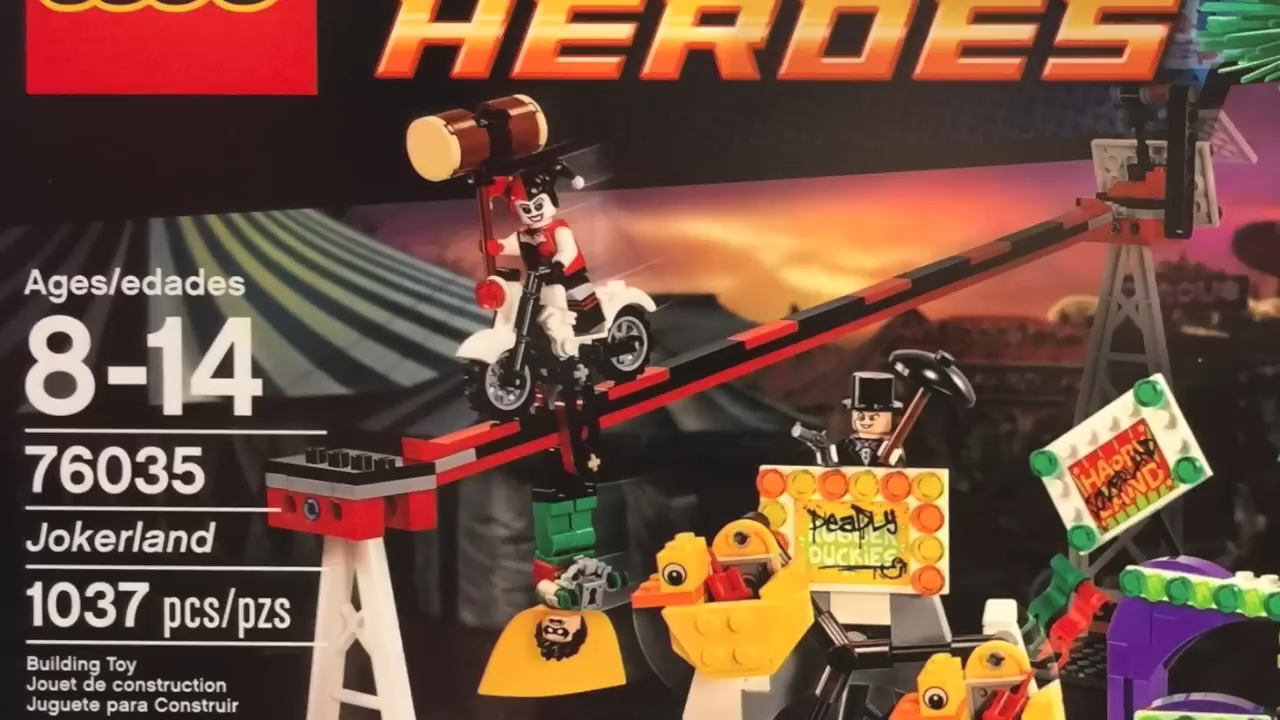 HEROES
Ages/edades
8-14
76035
Jokerland
1037 pcs/pzs
Building Toy
Jouet de construction
Juguete para Construir
DEADLY
DUCKIES